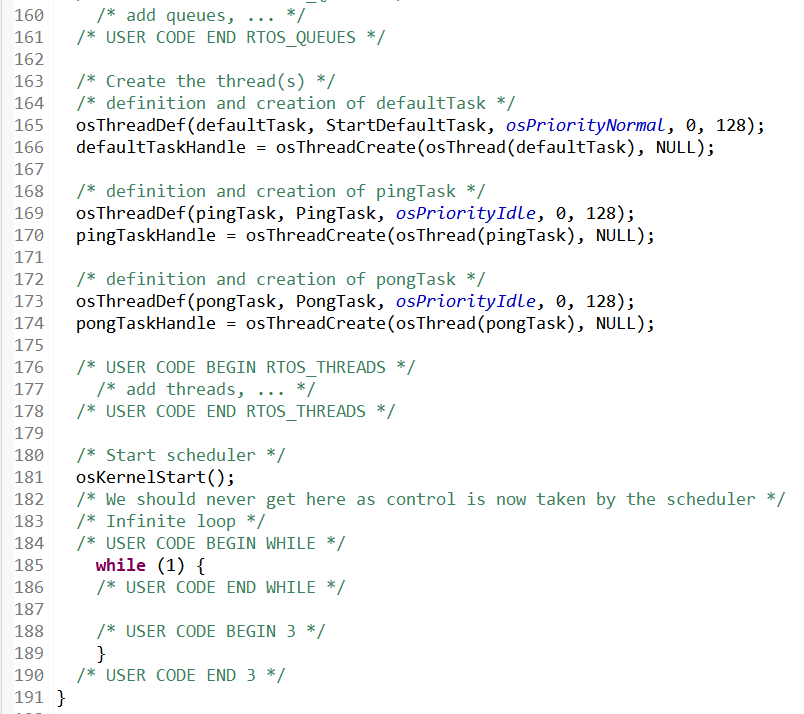 160 /* add queues, ... */
161 /* USER CODE END RTOS_QUEUES */
162
163 /* Create the thread(s) */
164 /* definition and creation of defaultTask */
165 osThreadDef(defaultTask, StartDefaultTask, osPriorityNormal, 0, 128);
166 defaultTaskHandle = osThreadCreate(osThread(defaultTask), NULL);
167
168 /* definition and creation of pingTask */
169 osThreadDef(pingTask, PingTask, osPriorityIdle, 0, 128);
170 pingTaskHandle = osThreadCreate(osThread(pingTask), NULL);
171
172 /* definition and creation of pongTask */
173 osThreadDef(pongTask, PongTask, osPriorityIdle, 0, 128);
174 pongTaskHandle = osThreadCreate(osThread(pongTask), NULL);
175
176 /* USER CODE BEGIN RTOS_THREADS */
177 /* add threads, ... */
178 /* USER CODE END RTOS_THREADS */
179
180 /* Start scheduler */
181 osKernelStart();
182 /* We should never get here as control is now taken by the scheduler */
183 /* Infinite loop */
184 /* USER CODE BEGIN WHILE */
185 while (1) {
186 /* USER CODE END WHILE */
187
188 /* USER CODE BEGIN 3 */
189 }
190 /* USER CODE END 3 */
191 }